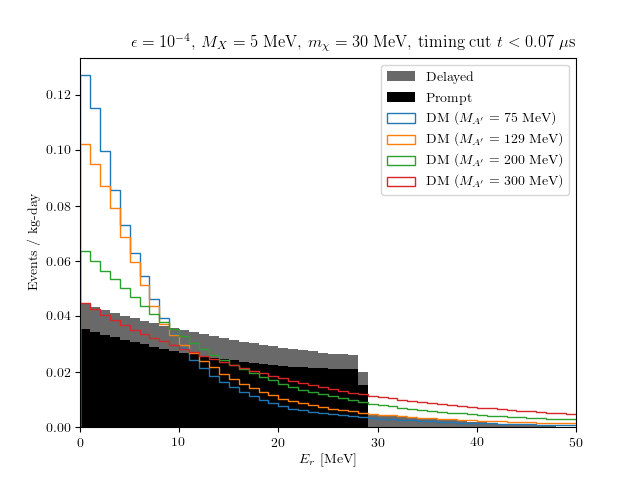 ϵ = 10⁻⁴, M_X = 5 MeV, m_χ = 30 MeV, timing cut t < 0.07 μs
Delayed
Prompt
DM (M_A′ = 75 MeV)
DM (M_A′ = 129 MeV)
DM (M_A′ = 200 MeV)
DM (M_A′ = 300 MeV)
Events / kg-day
0.12
0.10
0.08
0.06
0.04
0.02
0.00
0 10 20 30 40 50
E_r [MeV]